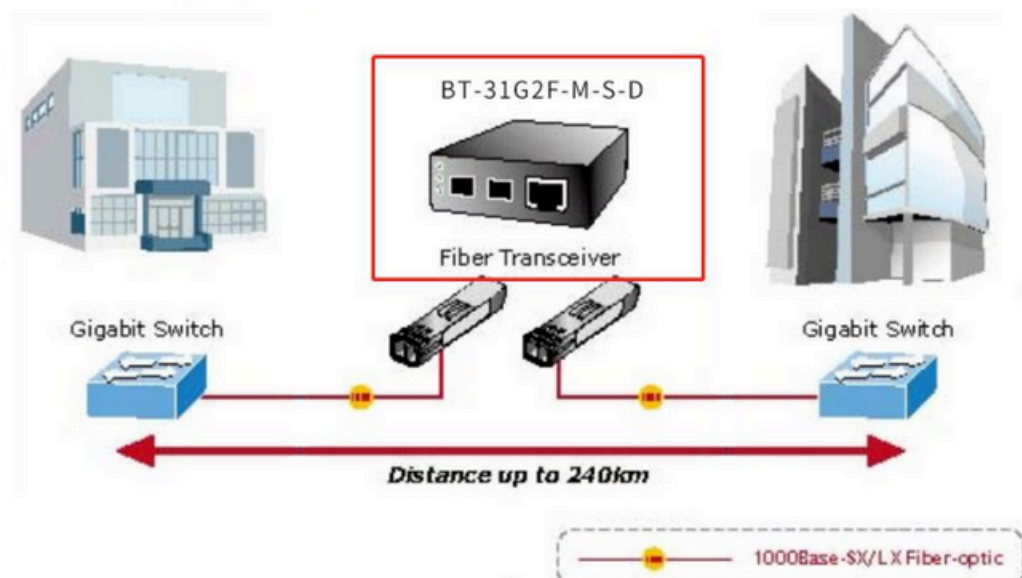 BT-31G2F-M-S-D
Fiber Transceiver
Gigabit Switch
Gigabit Switch
Distance up to 240km
1000Base-SX/LX Fiber-optic